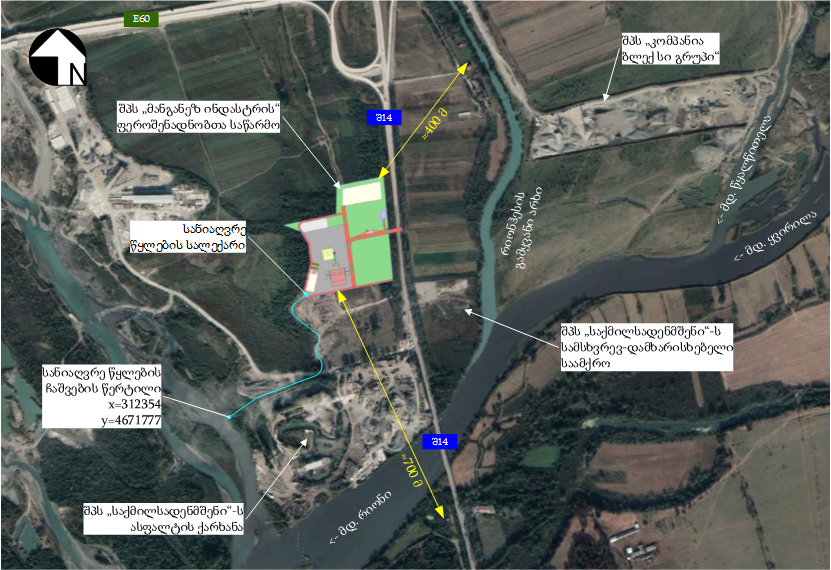 E60
N
შპს „კომპანია
ბლექ სი გრუპი“
შპს „მანგანეზ ინდასტრის“
ფეროშენადნობთა საწარმო
შ14
≈400 მ
<- მდ. წყალწითელა
რიონჰესის
გამყვანი არხი
<- მდ. ყვირილა
სანიაღვრე
წყლების სალექარი
შპს „საქმილსადენმშენი“-ს
სამსხვრევ-დამხარისხებელი
საამქრო
სანიაღვრე წყლების
ჩაშვების წერტილი
x=312354
y=4671777
შ14
≈700 მ
შპს „საქმილსადენმშენი“-ს
ასფალტის ქარხანა
<- მდ. რიონი